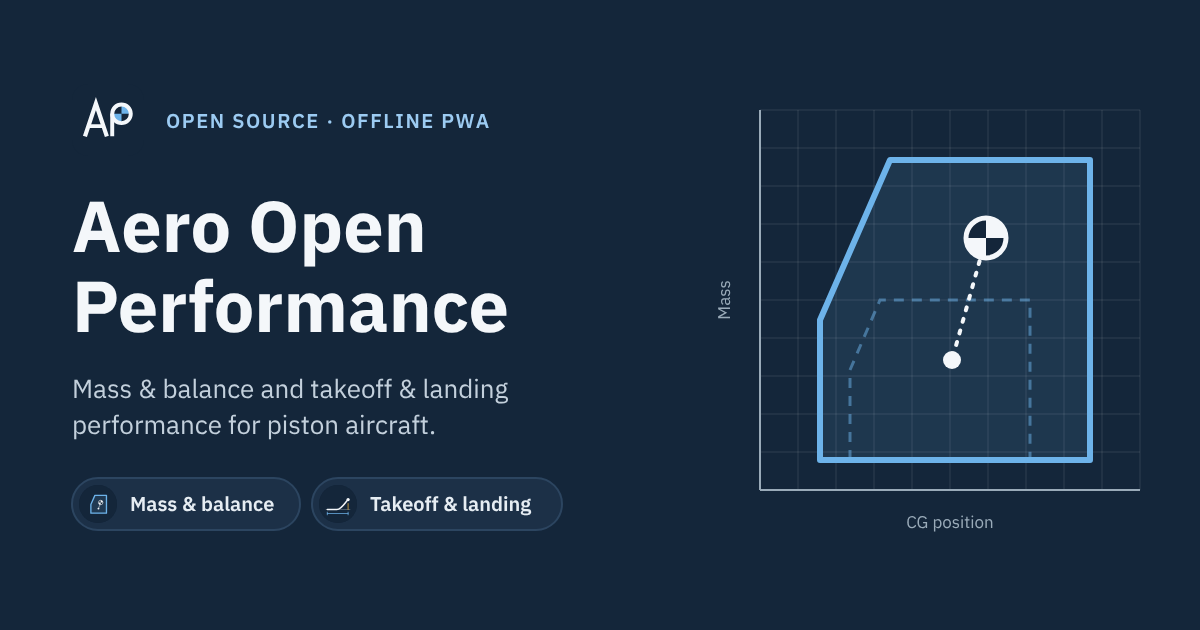 AP
OPEN SOURCE · OFFLINE PWA
Aero Open
Performance
Mass & balance and takeoff & landing
performance for piston aircraft.
Mass & balance
Takeoff & landing
Mass
CG position